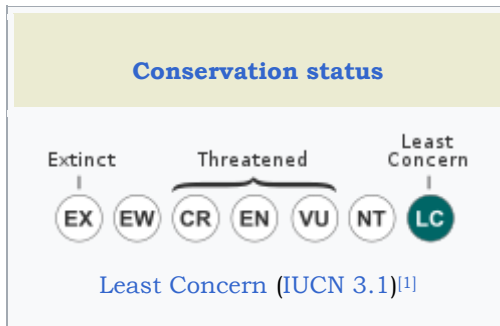 Conservation status
Extinct Threatened Least Concern
EX EW CR EN VU NT LC
Least Concern (IUCN 3.1)[1]